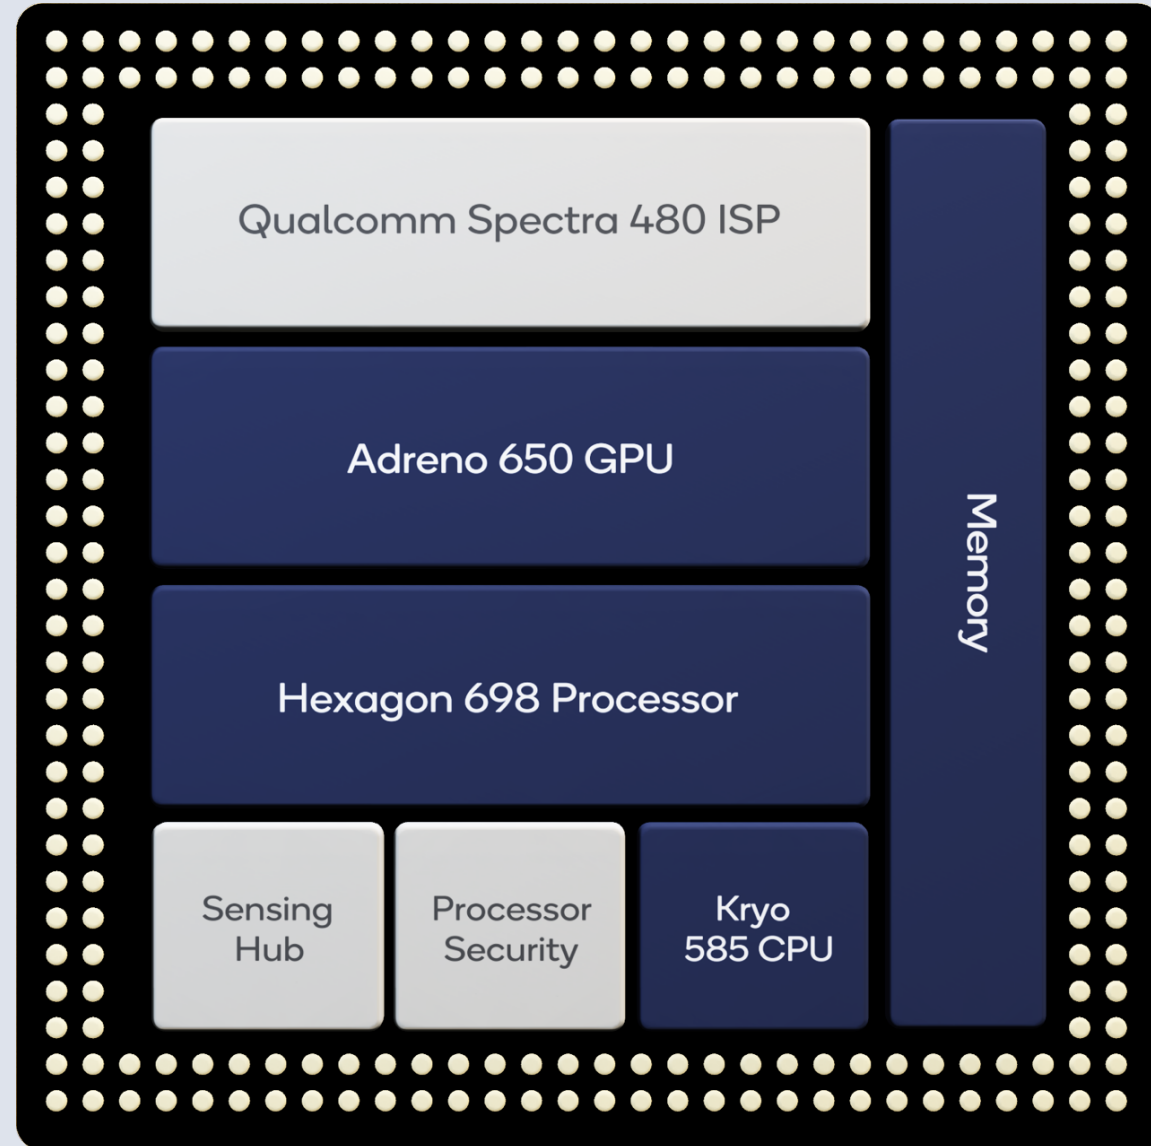 Qualcomm Spectra 480 ISP
Adreno 650 GPU
Hexagon 698 Processor
Memory
Sensing
Hub
Processor
Security
Kryo
585 CPU